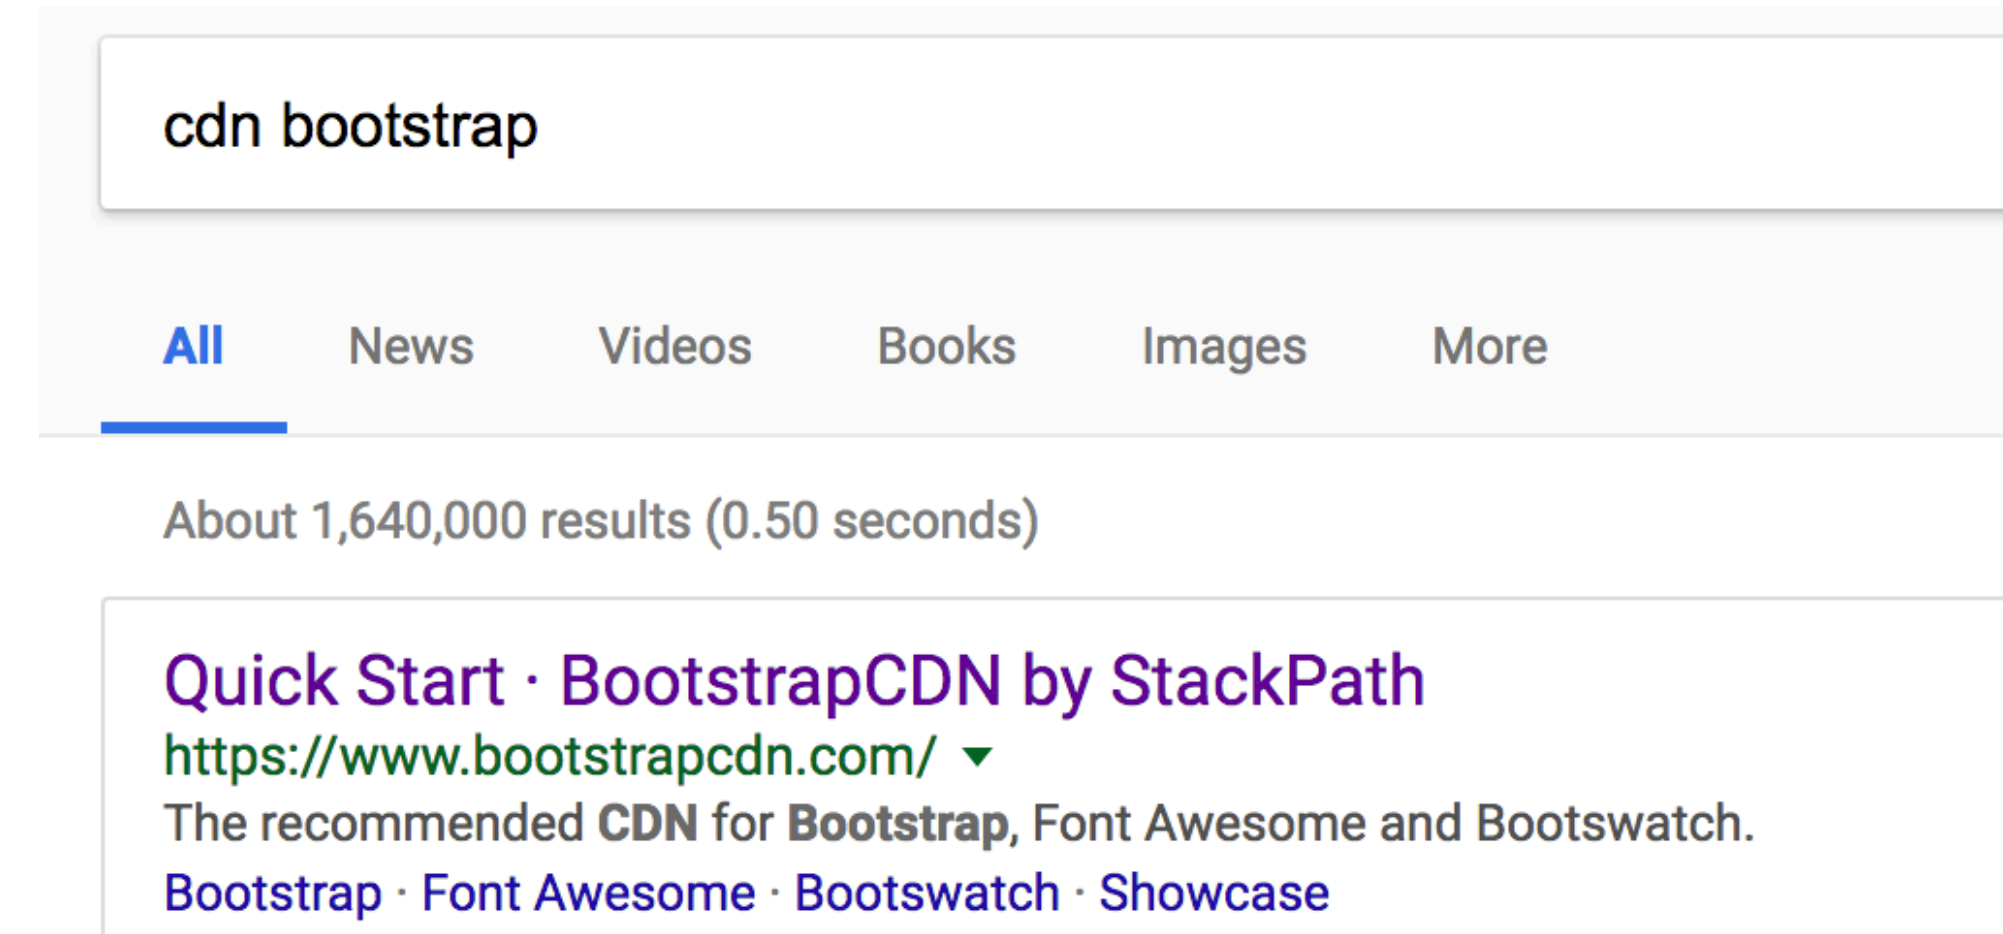 cdn bootstrap
All News Videos Books Images More
About 1,640,000 results (0.50 seconds)
Quick Start · BootstrapCDN by StackPath
https://www.bootstrapcdn.com/
The recommended CDN for Bootstrap, Font Awesome and Bootswatch.
Bootstrap · Font Awesome · Bootswatch · Showcase